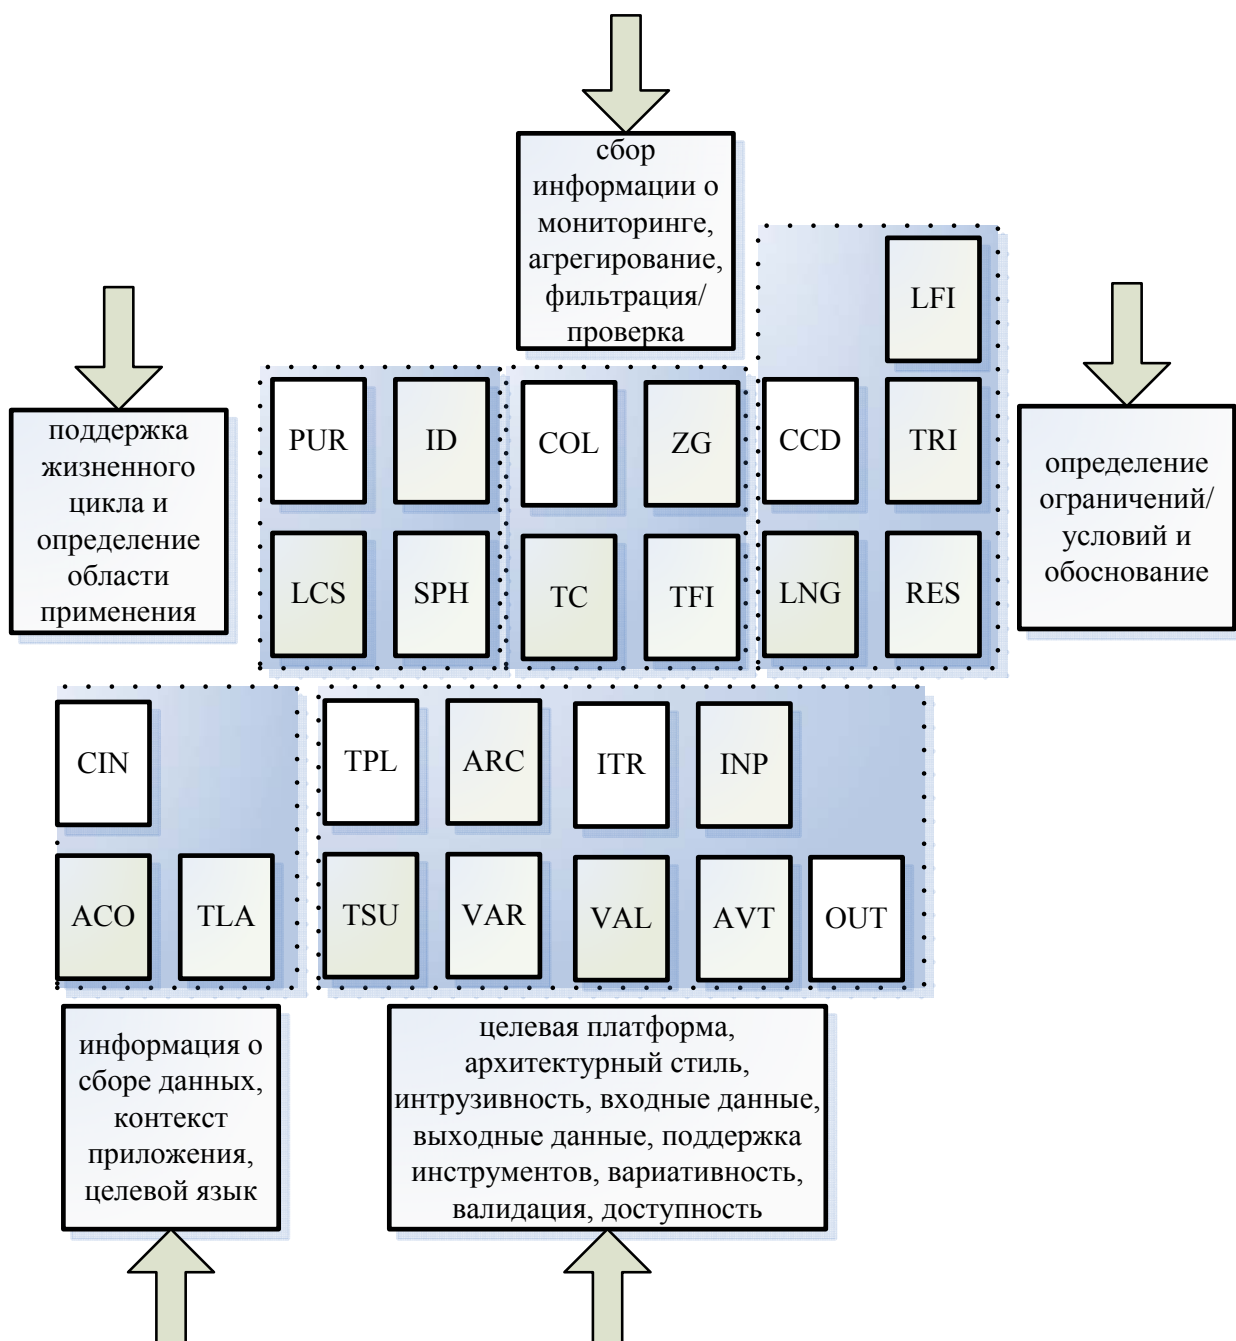 сбор
информации о
мониторинге,
агрегирование,
фильтрация/
проверка
LFI
поддержка
жизненного
цикла и
определение
области
применения
PUR ID COL ZG CCD TRI
LCS SPH TC TFI LNG RES
определение
ограничений/
условий и
обоснование
CIN TPL ARC ITR INP
ACO TLA TSU VAR VAL AVT OUT
информация о
сборе данных,
контекст
приложения,
целевой язык
целевая платформа,
архитектурный стиль,
интрузивность, входные данные,
выходные данные, поддержка
инструментов, вариативность,
валидация, доступность